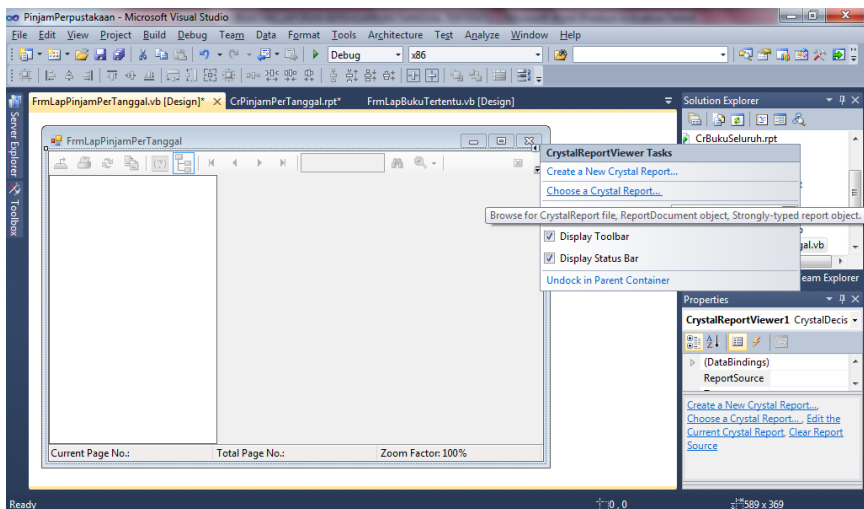 PinjamPerpustakaan - Microsoft Visual Studio
File Edit View Project Build Debug Team Data Format Tools Architecture Test Analyze Window Help
Debug x86
FrmLapPinjamPerTanggal.vb [Design]* CrPinjamPerTanggal.rpt* FrmLapBukuTertentu.vb [Design]
Server Explorer
Toolbox
FrmLapPinjamPerTanggal
Current Page No.: Total Page No.: Zoom Factor: 100%
CrystalReportViewer Tasks
Create a New Crystal Report...
Choose a Crystal Report...
Browse for CrystalReport file, ReportDocument object, Strongly-typed report object.
Display Toolbar
Display Status Bar
Undock in Parent Container
Solution Explorer
CrBukuSeluruh.rpt
gal.vb
eam Explorer
Properties
CrystalReportViewer1 CrystalDecis
(DataBindings)
ReportSource
Create a New Crystal Report...,
Choose a Crystal Report... , Edit the
Current Crystal Report, Clear Report
Source
Ready 0 , 0 589 x 369